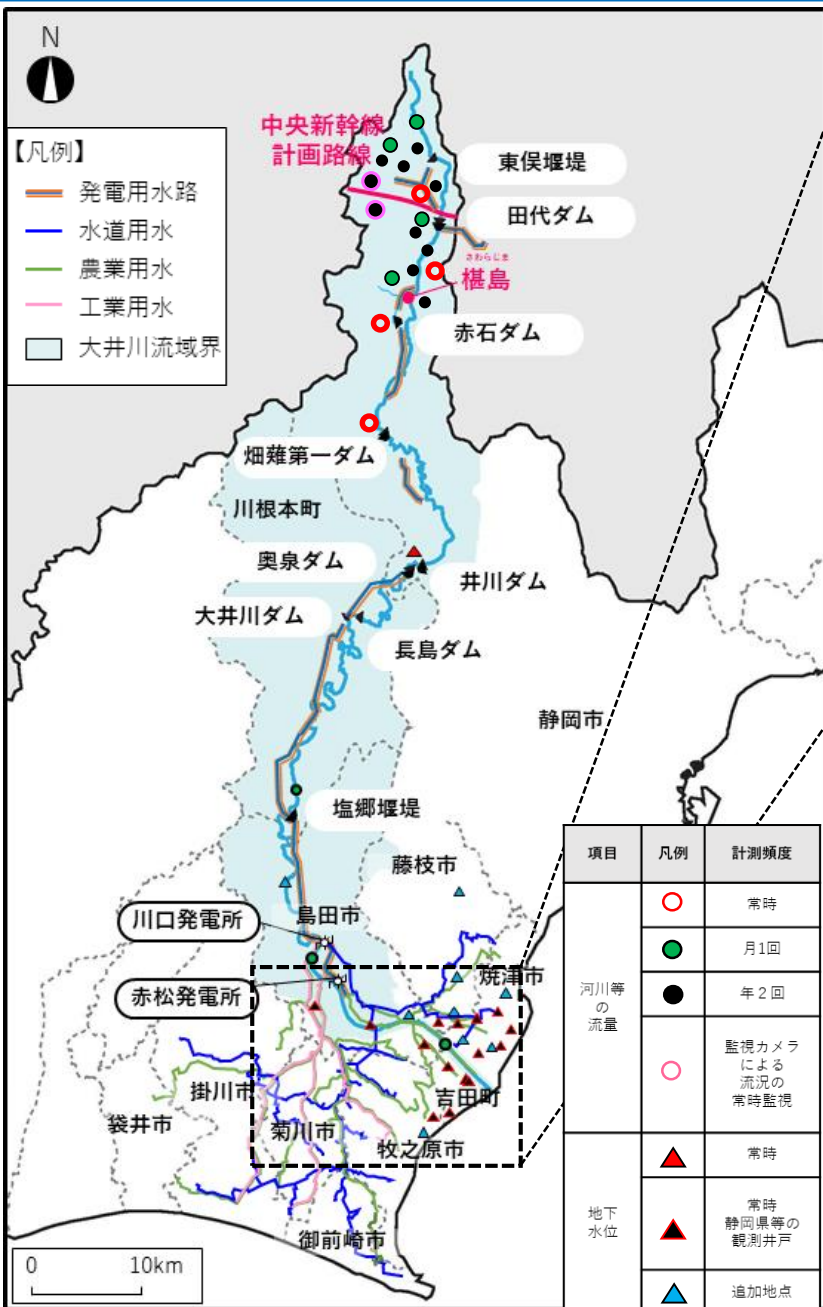 N
【凡例】
発電用水路
水道用水
農業用水
工業用水
大井川流域界
中央新幹線
計画路線
東俣堰堤
田代ダム
さわらじま
椹島
赤石ダム
畑薙第一ダム
川根本町
奥泉ダム
井川ダム
大井川ダム
長島ダム
静岡市
塩郷堰堤
藤枝市
島田市
川口発電所
焼津市
赤松発電所
掛川市
吉田町
袋井市
菊川市
牧之原市
御前崎市
0 10km
項目 凡例 計測頻度
河川等
の
流量
常時
月1回
年2回
監視カメラ
による
流況の
常時監視
地下
水位
常時
常時
静岡県等の
観測井戸
追加地点